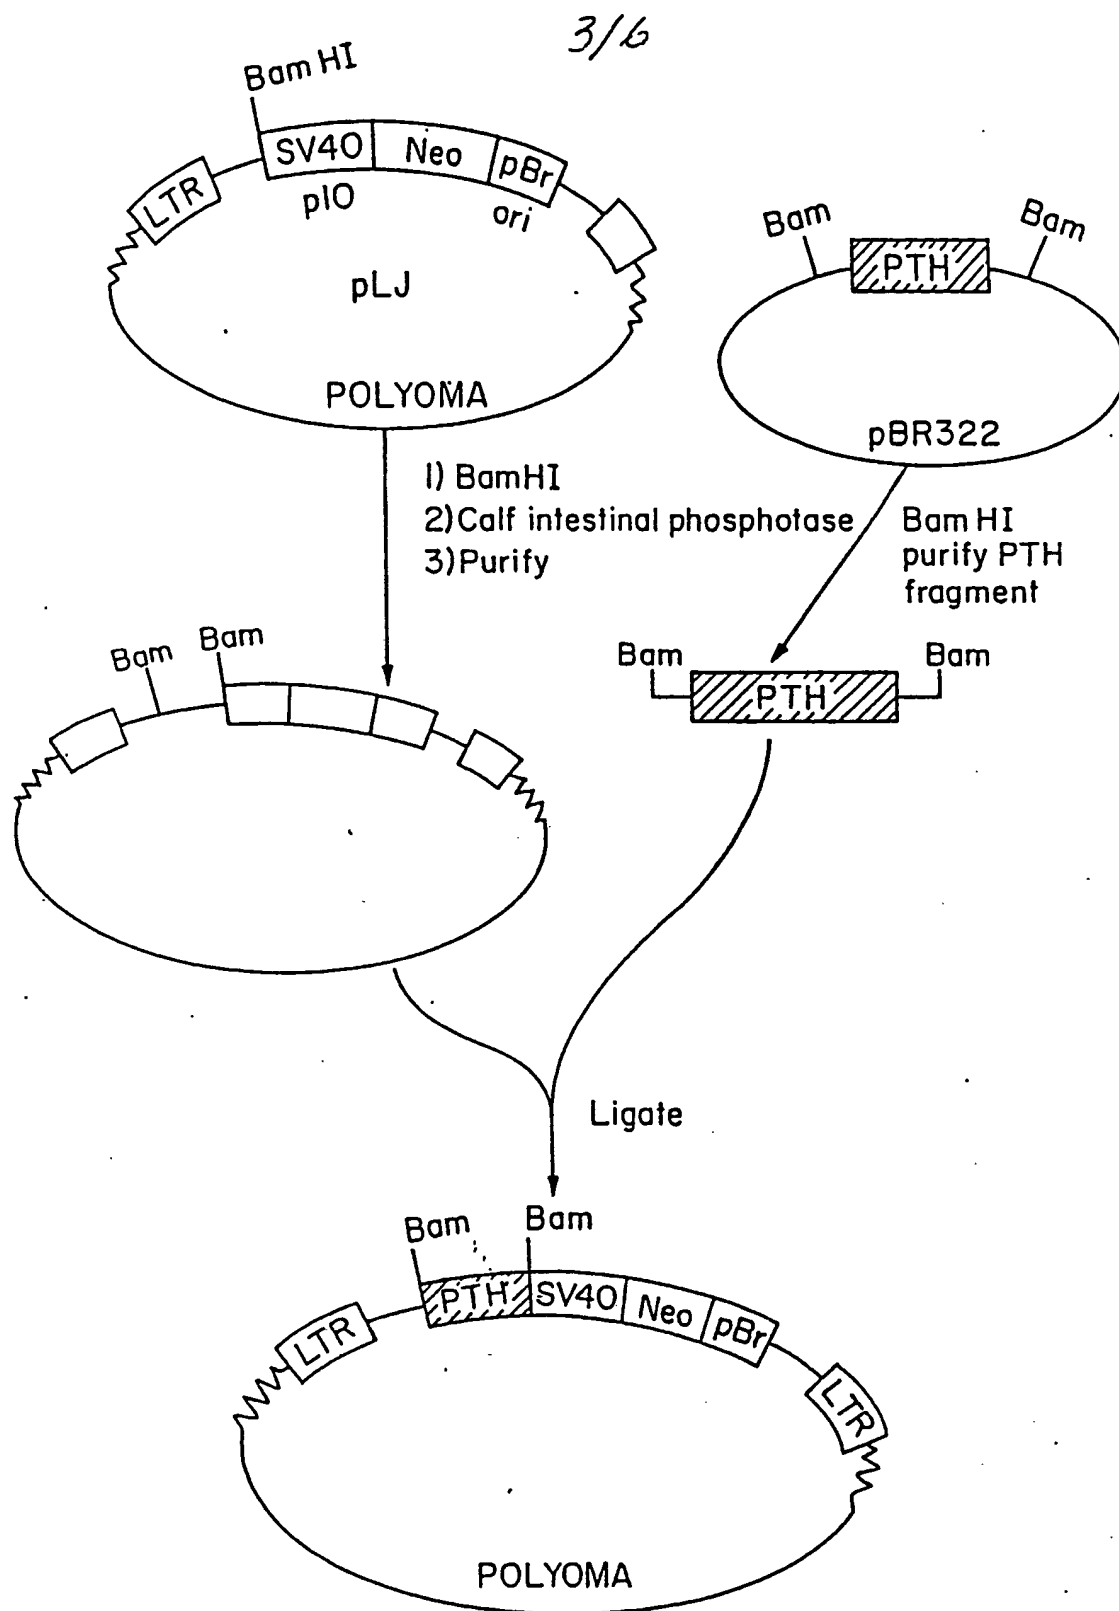 3/6
Bam HI
LTR
SV40
Neo
pBr
p10
ori
pLJ
POLYOMA
Bam
Bam
PTH
pBR322
1) BamHI
2) Calf intestinal phosphotase
3) Purify
Bam HI
purify PTH
fragment
Bam
Bam
Bam
Bam
PTH
Ligate
Bam
Bam
LTR
PTH
SV40
Neo
pBr
LTR
POLYOMA